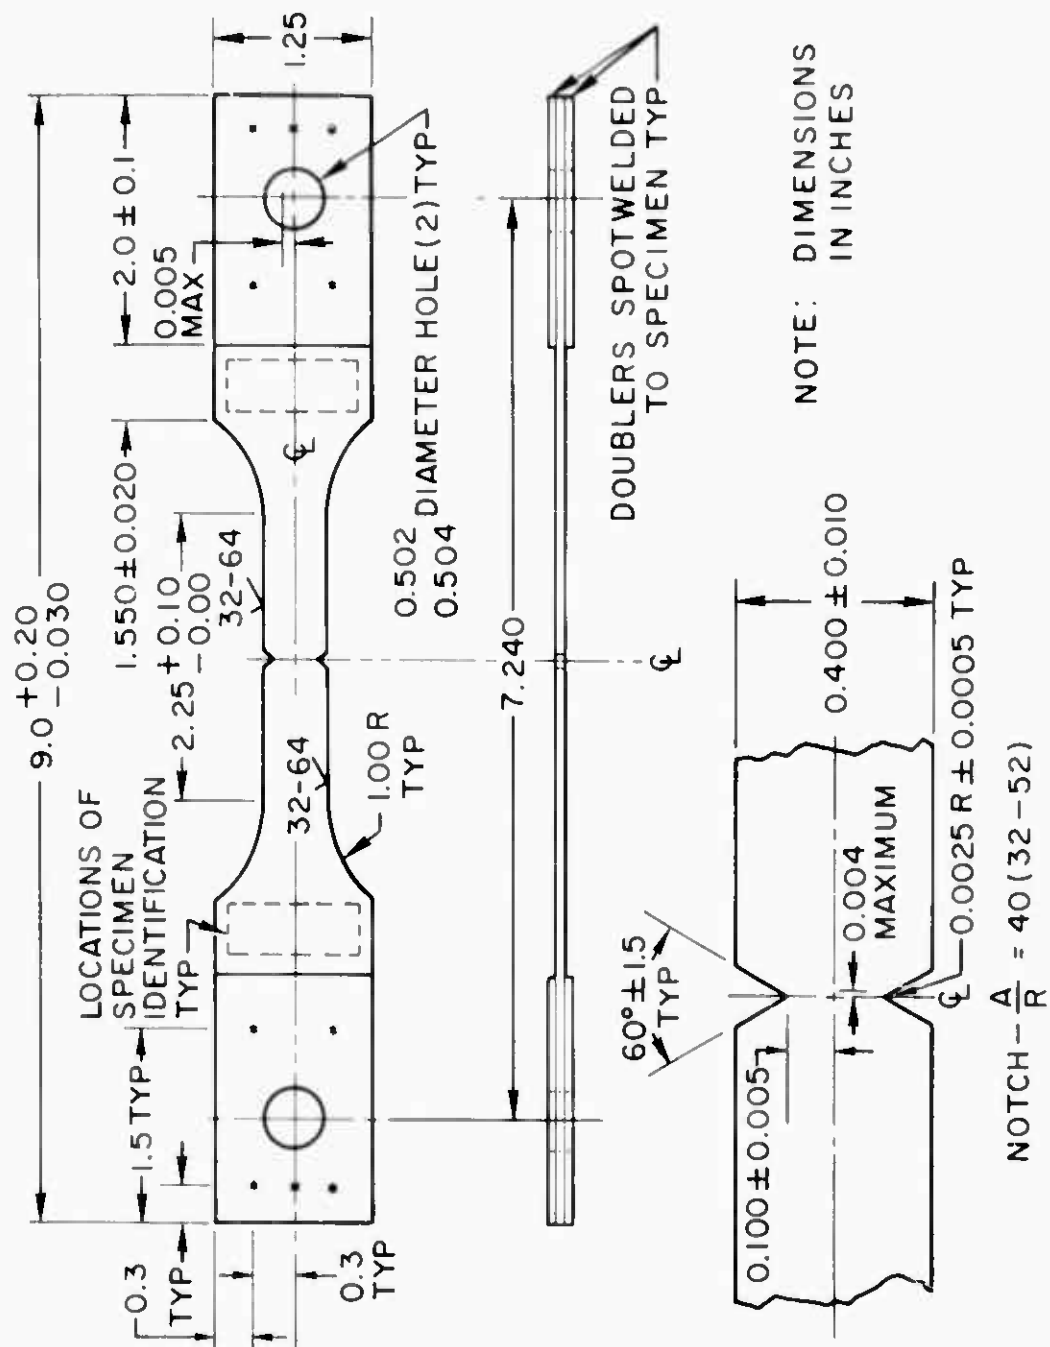 9.0 +0.20
-0.030
LOCATIONS OF
SPECIMEN
IDENTIFICATION
TYP
1.550±0.020
2.0±0.1
1.5 TYP
2.25 +0.10
-0.00
0.005
MAX
1.25
0.3
TYP
32-64
32-64
℄
0.3
TYP
1.00 R
TYP
0.502
0.504
DIAMETER HOLE (2) TYP
7.240
℄
DOUBLERS SPOTWELDED
TO SPECIMEN TYP
60°±1.5
TYP
0.100±0.005
0.400±0.010
0.004
MAXIMUM
0.0025 R±0.0005 TYP
℄
NOTCH - A/R = 40 (32-52)
NOTE: DIMENSIONS
IN INCHES